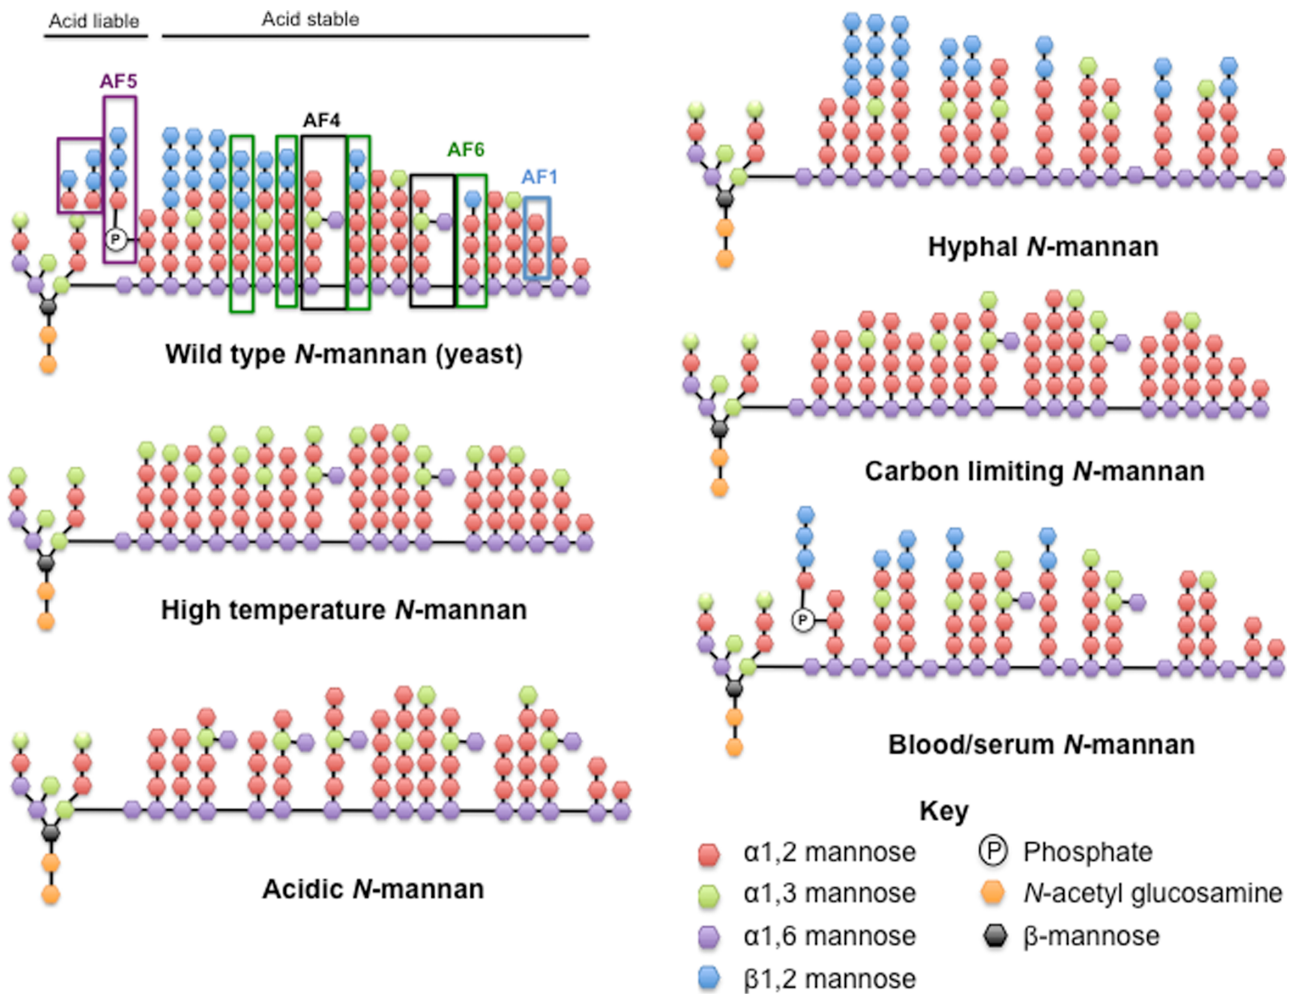 Acid liable
Acid stable
AF5
AF4
AF6
AF1
P
Wild type N-mannan (yeast)
High temperature N-mannan
Acidic N-mannan
Hyphal N-mannan
Carbon limiting N-mannan
P
Blood/serum N-mannan
Key
α1,2 mannose
P Phosphate
α1,3 mannose
N-acetyl glucosamine
α1,6 mannose
β-mannose
β1,2 mannose